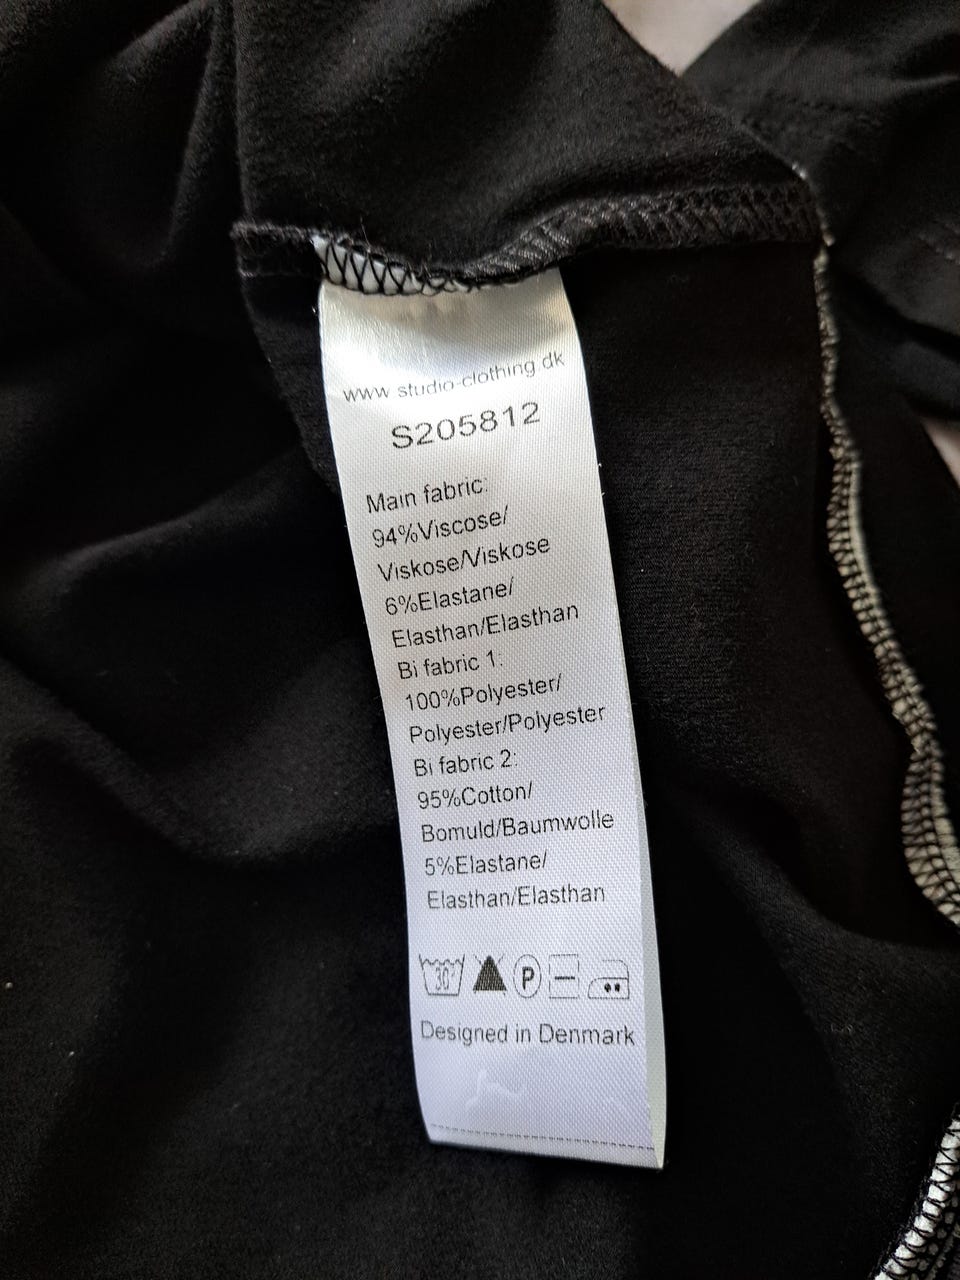 www.studio-clothing.dk
S205812
Main fabric:
94%Viscose/
Viskose/Viskose
6%Elastane/
Elasthan/Elasthan
Bi fabric 1:
100%Polyester/
Polyester/Polyester
Bi fabric 2:
95%Cotton/
Bomuld/Baumwolle
5%Elastane/
Elasthan/Elasthan
30° P
Designed in Denmark